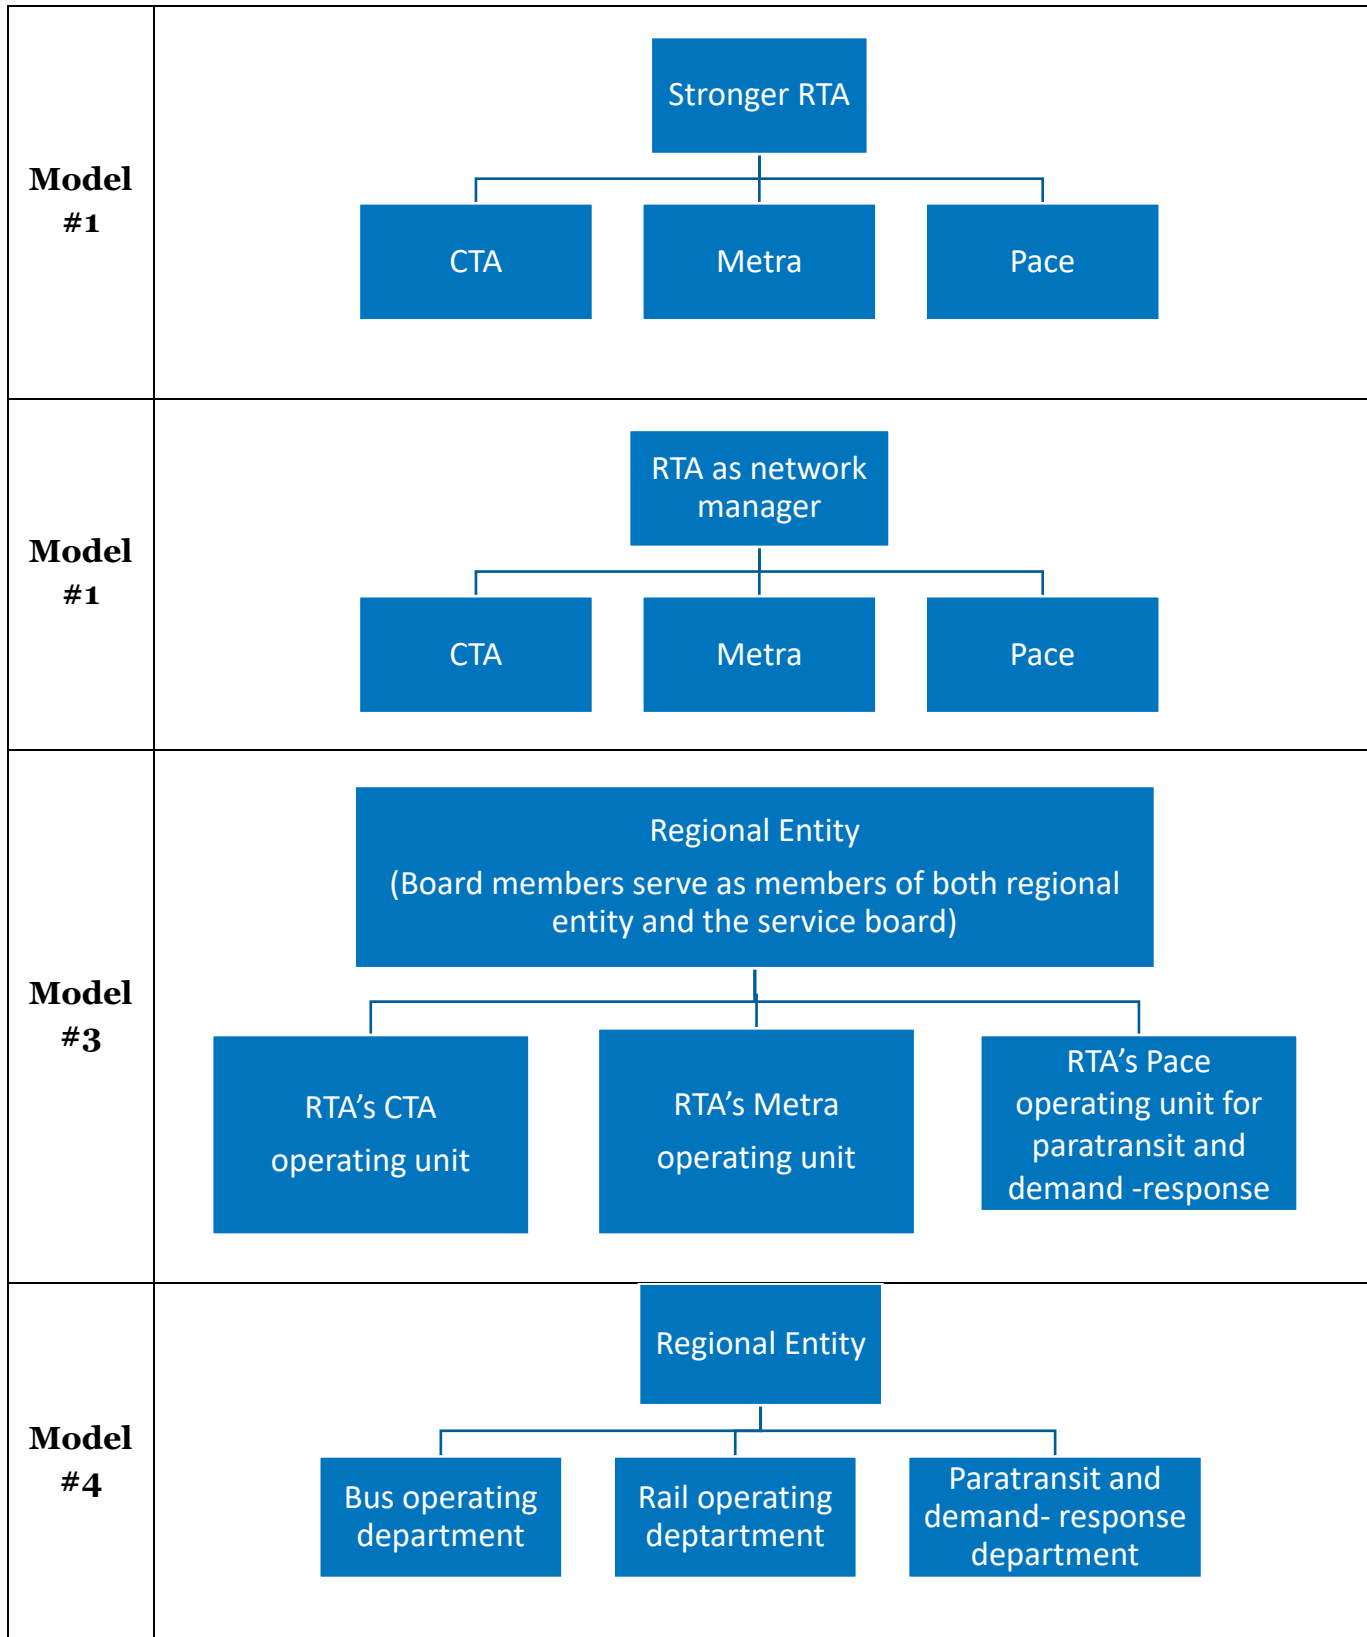 Model
#1
Stronger RTA
CTA
Metra
Pace
Model
#1
RTA as network
manager
CTA
Metra
Pace
Model
#3
Regional Entity
(Board members serve as members of both regional
entity and the service board)
RTA’s CTA
operating unit
RTA’s Metra
operating unit
RTA’s Pace
operating unit for
paratransit and
demand -response
Model
#4
Regional Entity
Bus operating
department
Rail operating
deptartment
Paratransit and
demand- response
department